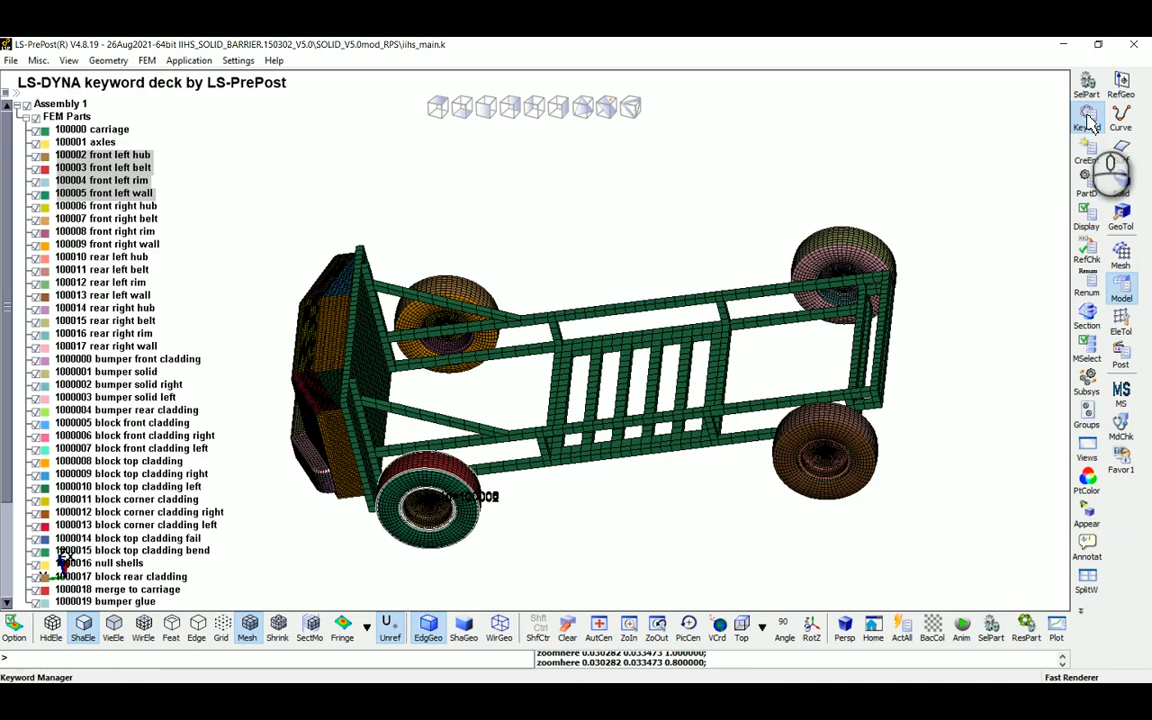 LS-PrePost(R) V4.8.19 - 26Aug2021-64bit IIHS_SOLID_BARRIER.150302_V5.0\SOLID_V5.0mod_RPS\iihs_main.k
File Misc. View Geometry FEM Application Settings Help
LS-DYNA keyword deck by LS-PrePost
Assembly 1
FEM Parts
100000 carriage
100001 axles
100002 front left hub
100003 front left belt
100004 front left rim
100005 front left wall
100006 front right hub
100007 front right belt
100008 front right rim
100009 front right wall
100010 rear left hub
100011 rear left belt
100012 rear left rim
100013 rear left wall
100014 rear right hub
100015 rear right belt
100016 rear right rim
100017 rear right wall
1000000 bumper front cladding
1000001 bumper solid
1000002 bumper solid right
1000003 bumper solid left
1000004 bumper rear cladding
1000005 block front cladding
1000006 block front cladding right
1000007 block front cladding left
1000008 block top cladding
1000009 block top cladding right
1000010 block top cladding left
1000011 block corner cladding
1000012 block corner cladding right
1000013 block corner cladding left
1000014 block top cladding fail
1000015 block top cladding bend
1000016 null shells
1000017 block rear cladding
1000018 merge to carriage
1000019 bumper glue
SelPart RefGeo
Curve
Display GeoTol
RefChk Mesh
Renum
Renum Model
Section EleTol
MSelect Post
Subsys MS
MS
Groups MdChk
Views Favor1
PtColor
Appear
Annotat
SplitW
Option HidEle ShaEle VieEle WirEle Feat Edge Grid Mesh Shrink SectMo Fringe Unref EdgGeo ShaGeo WirGeo Shft Ctrl ShfCtr Clear AutCen ZoIn ZoOut PicCen VCrd Top 90 Angle RotZ Persp Home ActAll BacCol Anim SelPart ResPart Plot
>
zoomhere 0.030282 0.033473 1.000000;
zoomhere 0.030282 0.033473 0.800000;
Keyword Manager
Fast Renderer